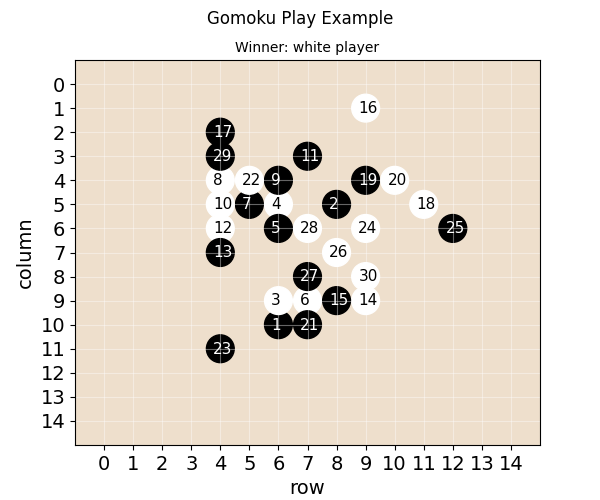 Gomoku Play Example
Winner: white player
0
1 16
2 17
3 29 11
4 8 22 9 19 20
5 10 7 4 2 18
6 12 5 28 24 25
7 13 26
8 27 30
9 3 6 15 14
10 1 21
11 23
12
13
14
column
0 1 2 3 4 5 6 7 8 9 10 11 12 13 14
row